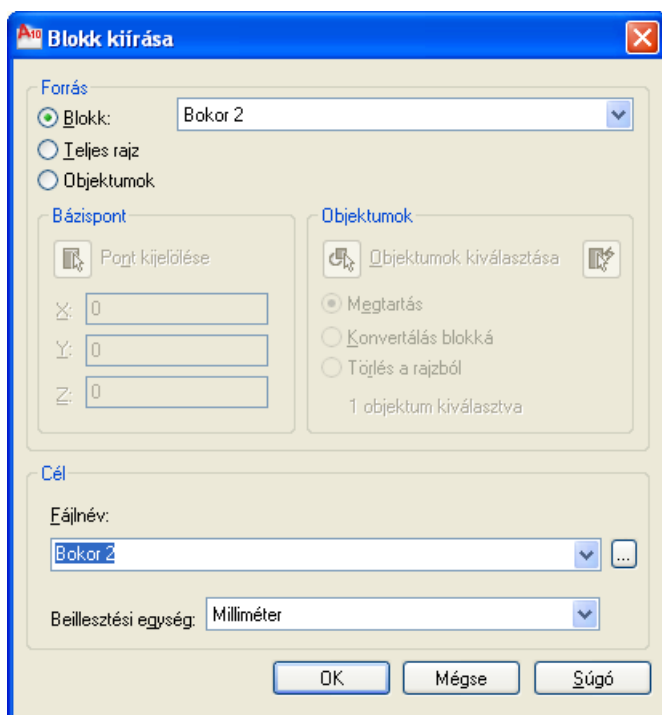 A10 Blokk kiírása
Forrás
Blokk: Bokor 2
Teljes rajz
Objektumok
Bázispont
Pont kijelölése
X: 0
Y: 0
Z: 0
Objektumok
Objektumok kiválasztása
Megtartás
Konvertálás blokká
Törlés a rajzból
1 objektum kiválasztva
Cél
Fájlnév:
Bokor 2
...
Beillesztési egység: Milliméter
OK Mégse Súgó